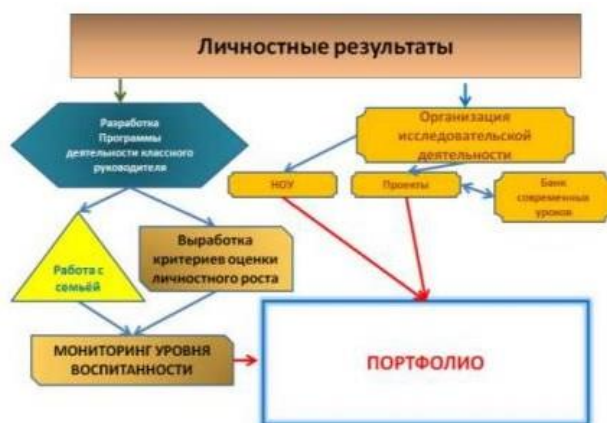 Личностные результаты
Разработка
Программы
деятельности классного
руководителя
Организация
исследовательской
деятельности
НОУ
Проекты
Банк
современных
уроков
Работа с
семьёй
Выработка
критериев оценки
личностного роста
МОНИТОРИНГ УРОВНЯ
ВОСПИТАННОСТИ
ПОРТФОЛИО